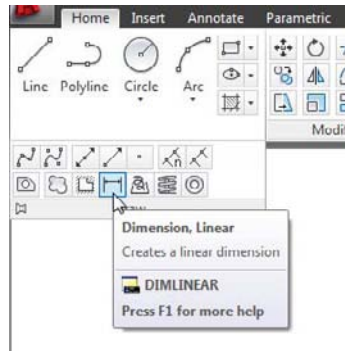 Home Insert Annotate Parametric
Line Polyline Circle Arc
Modi
Dimension, Linear
Creates a linear dimension
DIMLINEAR
Press F1 for more help